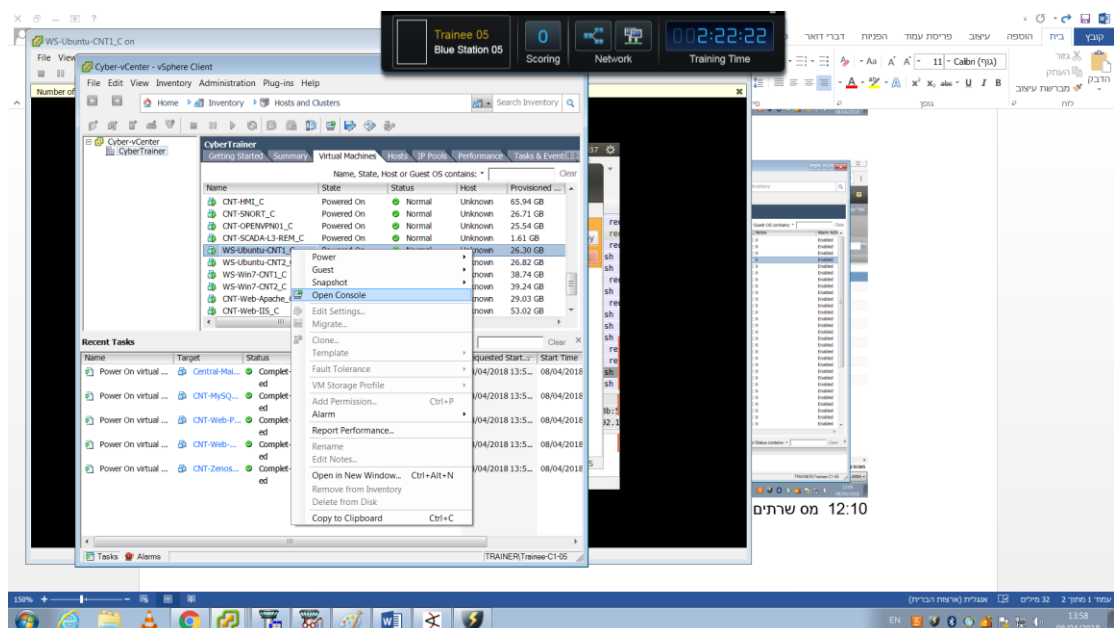 Trainee 05
Blue Station 05
0
Scoring
Network
002:22:22
Training Time
קובץ
בית
הוספה
עיצוב
פריסת עמוד
הפניות
דברי דואר
גזור
העתק
מברשת עיצוב
הדבק
לוח
גופן
Calibri (גוף)
11
WS-Ubuntu-CNT1_C on
File View
Number of
Cyber-vCenter - vSphere Client
File Edit View Inventory Administration Plug-ins Help
Home
Inventory
Hosts and Clusters
Search Inventory
Cyber-vCenter
CyberTrainer
CyberTrainer
Getting Started Summary Virtual Machines Hosts IP Pools Performance Tasks & Events
Name, State, Host or Guest OS contains:
Clear
Name State Status Host Provisioned ...
CNT-HMI_C Powered On Normal Unknown 65.94 GB
CNT-SNORT_C Powered On Normal Unknown 26.71 GB
CNT-OPENVPN01_C Powered On Normal Unknown 25.54 GB
CNT-SCADA-L3-REM_C Powered On Normal Unknown 1.61 GB
WS-Ubuntu-CNT1_C Powered On Normal Unknown 26.30 GB
WS-Ubuntu-CNT2_C 26.82 GB
WS-Win7-CNT1_C 38.74 GB
WS-Win7-CNT2_C 39.24 GB
CNT-Web-Apache_ 29.03 GB
CNT-Web-IIS_C 53.02 GB
Power
Guest
Snapshot
Open Console
Edit Settings...
Migrate...
Clone...
Template
Fault Tolerance
VM Storage Profile
Add Permission... Ctrl+P
Alarm
Report Performance...
Rename
Edit Notes...
Open in New Window... Ctrl+Alt+N
Remove from Inventory
Delete from Disk
Copy to Clipboard Ctrl+C
Recent Tasks
Clear
Name Target Status Requested Start... Start Time
Power On virtual ... Central-Mai... Completed 08/04/2018 13:5... 08/04/2018
Power On virtual ... CNT-MySQ... Completed 08/04/2018 13:5... 08/04/2018
Power On virtual ... CNT-Web-P... Completed 08/04/2018 13:5... 08/04/2018
Power On virtual ... CNT-Web-... Completed 08/04/2018 13:5... 08/04/2018
Power On virtual ... CNT-Zenos... Completed 08/04/2018 13:5... 08/04/2018
Tasks Alarms
TRAINER\Trainee-C1-05
12:10 מס שרתים
עמוד 1 מתוך 2
32 מילים
אנגלית (ארצות הברית)
150%
EN
13:58
08/04/2018